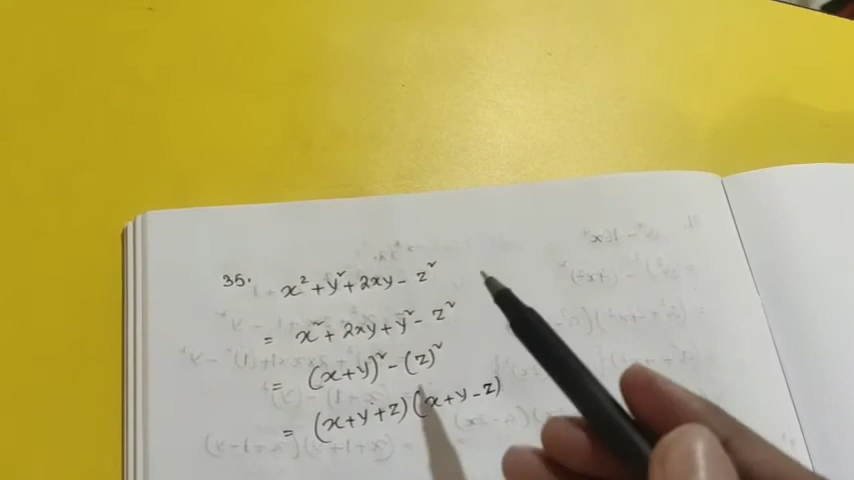 35. x² + y² + 2xy - z²
= x² + 2xy + y² - z²
= (x+y)² - (z)²
= (x+y+z)(x+y-z)